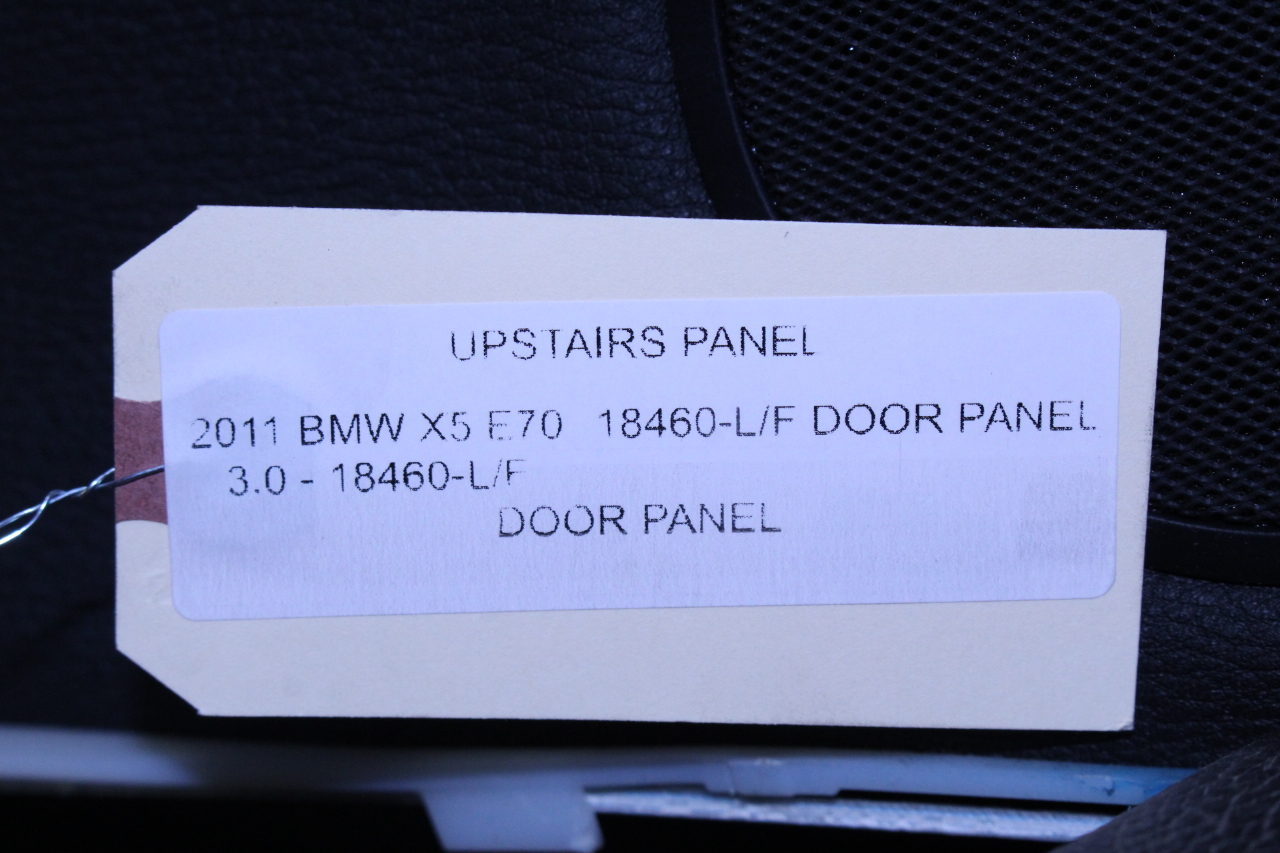 UPSTAIRS PANEL
2011 BMW X5 E70 18460-L/F DOOR PANEL
3.0 - 18460-L/F
DOOR PANEL